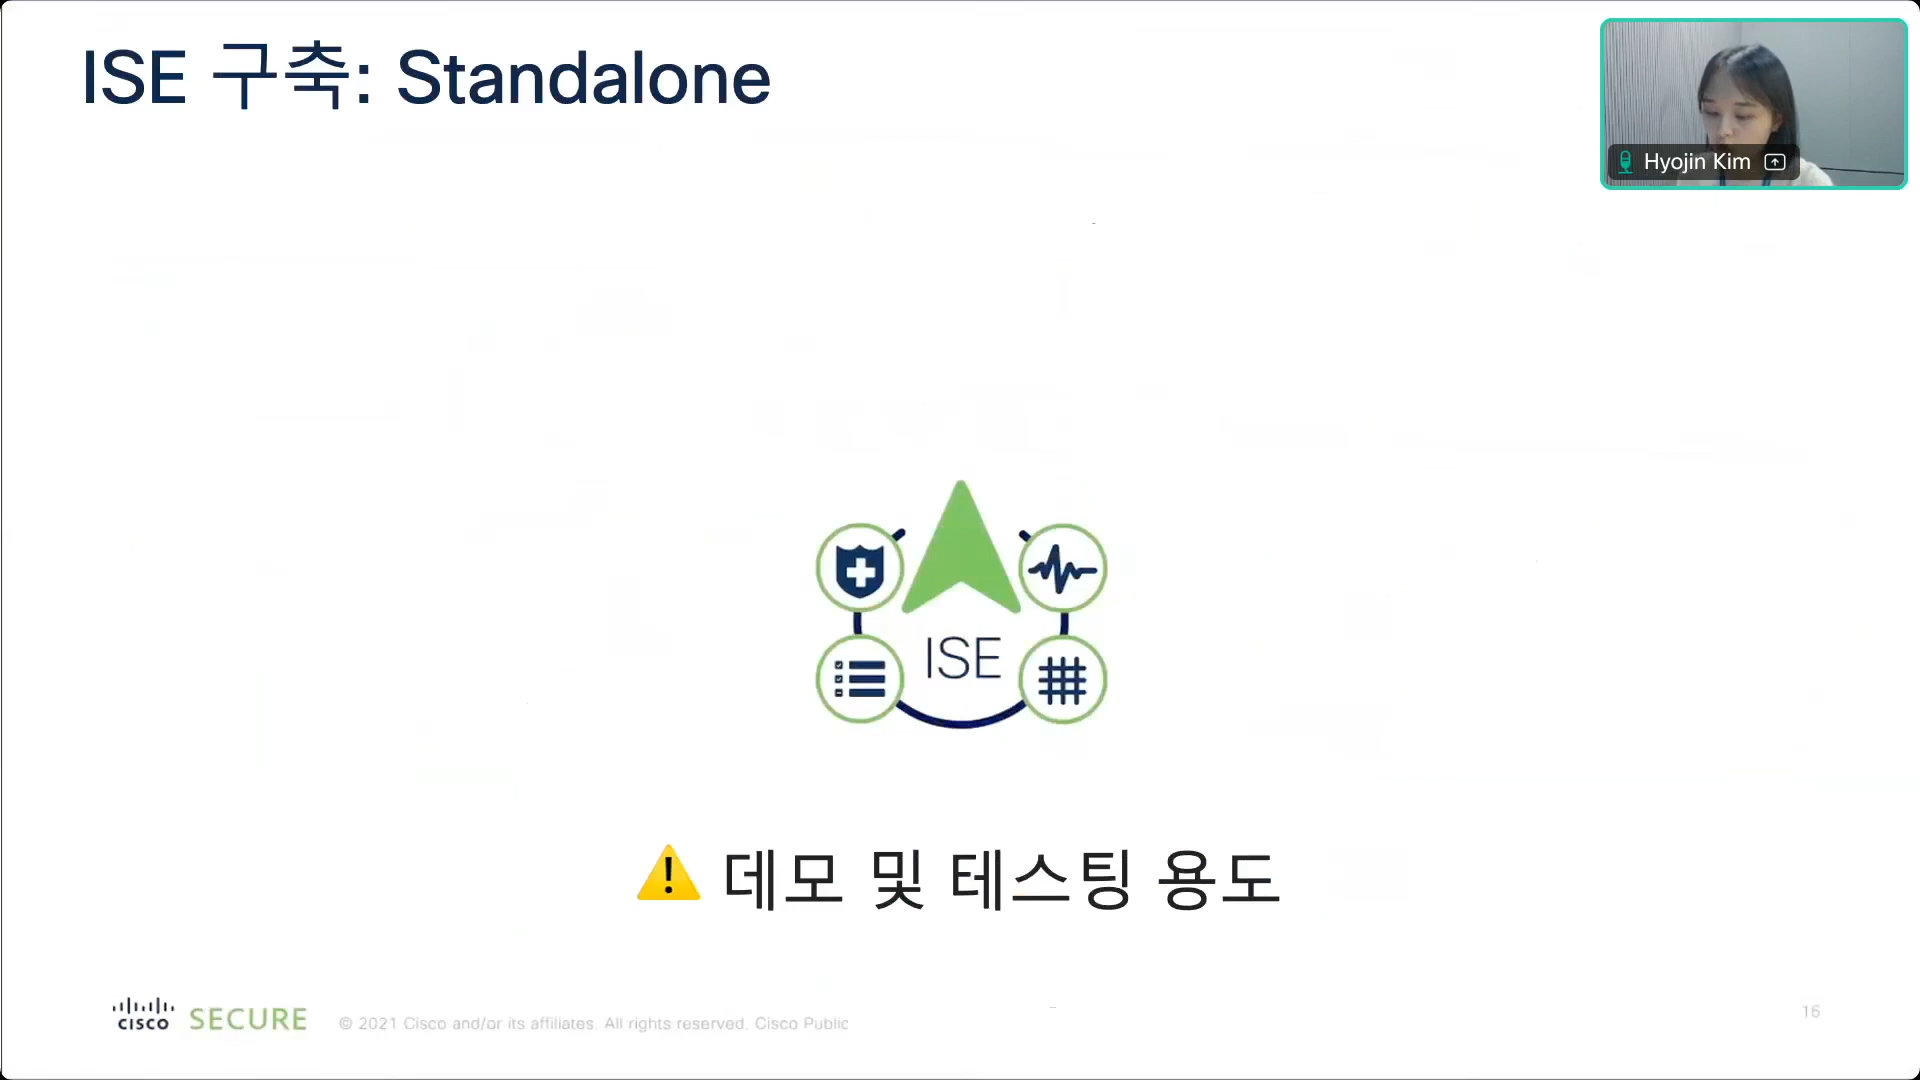 ISE 구축: Standalone
Hyojin Kim
ISE
데모 및 테스팅 용도
CISCO SECURE © 2021 Cisco and/or its affiliates. All rights reserved. Cisco Public
15